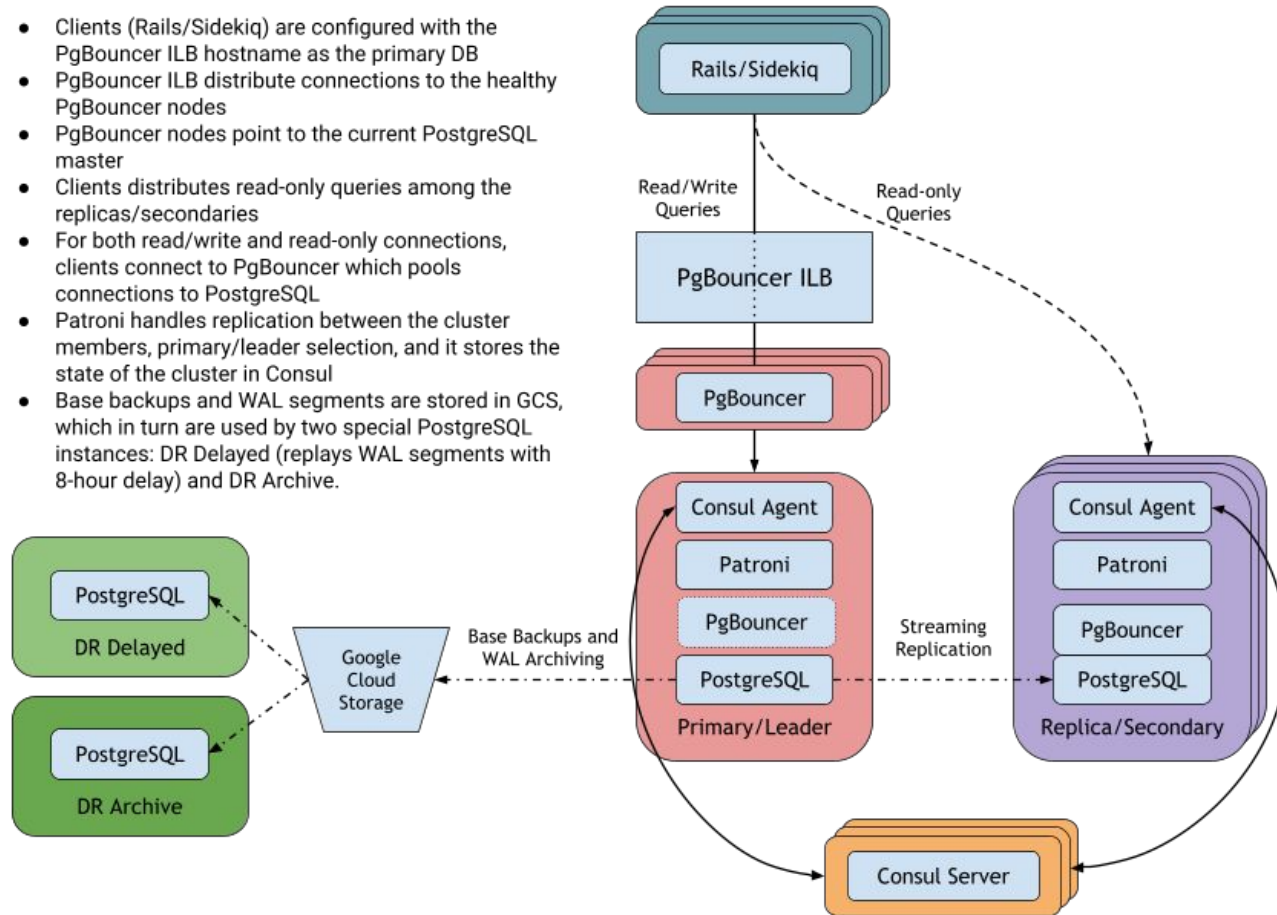 ● Clients (Rails/Sidekiq) are configured with the
PgBouncer ILB hostname as the primary DB
● PgBouncer ILB distribute connections to the healthy
PgBouncer nodes
● PgBouncer nodes point to the current PostgreSQL
master
● Clients distributes read-only queries among the
replicas/secondaries
● For both read/write and read-only connections,
clients connect to PgBouncer which pools
connections to PostgreSQL
● Patroni handles replication between the cluster
members, primary/leader selection, and it stores the
state of the cluster in Consul
● Base backups and WAL segments are stored in GCS,
which in turn are used by two special PostgreSQL
instances: DR Delayed (replays WAL segments with
8-hour delay) and DR Archive.
Rails/Sidekiq
Read/Write
Queries
Read-only
Queries
PgBouncer ILB
PgBouncer
Consul Agent
Patroni
PgBouncer
PostgreSQL
Primary/Leader
Streaming
Replication
Consul Agent
Patroni
PgBouncer
PostgreSQL
Replica/Secondary
Base Backups and
WAL Archiving
Google
Cloud
Storage
PostgreSQL
DR Delayed
PostgreSQL
DR Archive
Consul Server